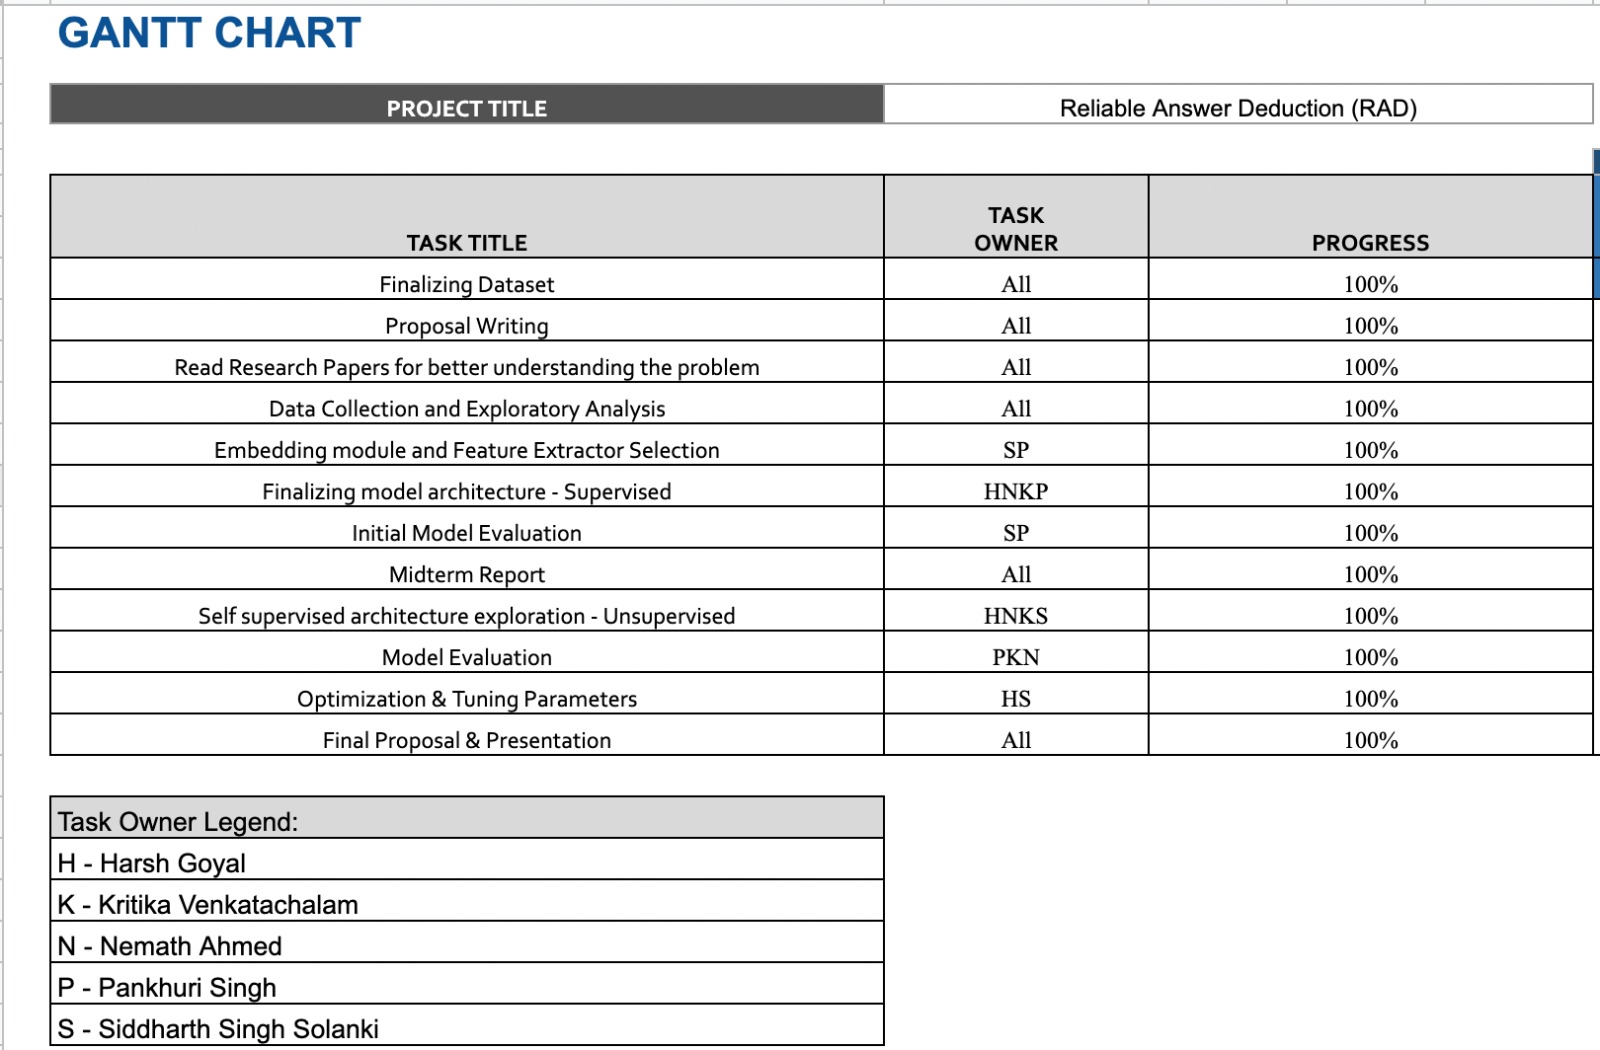 GANTT CHART
PROJECT TITLE Reliable Answer Deduction (RAD)
TASK TITLE TASK OWNER PROGRESS
Finalizing Dataset All 100%
Proposal Writing All 100%
Read Research Papers for better understanding the problem All 100%
Data Collection and Exploratory Analysis All 100%
Embedding module and Feature Extractor Selection SP 100%
Finalizing model architecture - Supervised HNKP 100%
Initial Model Evaluation SP 100%
Midterm Report All 100%
Self supervised architecture exploration - Unsupervised HNKS 100%
Model Evaluation PKN 100%
Optimization & Tuning Parameters HS 100%
Final Proposal & Presentation All 100%
Task Owner Legend:
H - Harsh Goyal
K - Kritika Venkatachalam
N - Nemath Ahmed
P - Pankhuri Singh
S - Siddharth Singh Solanki